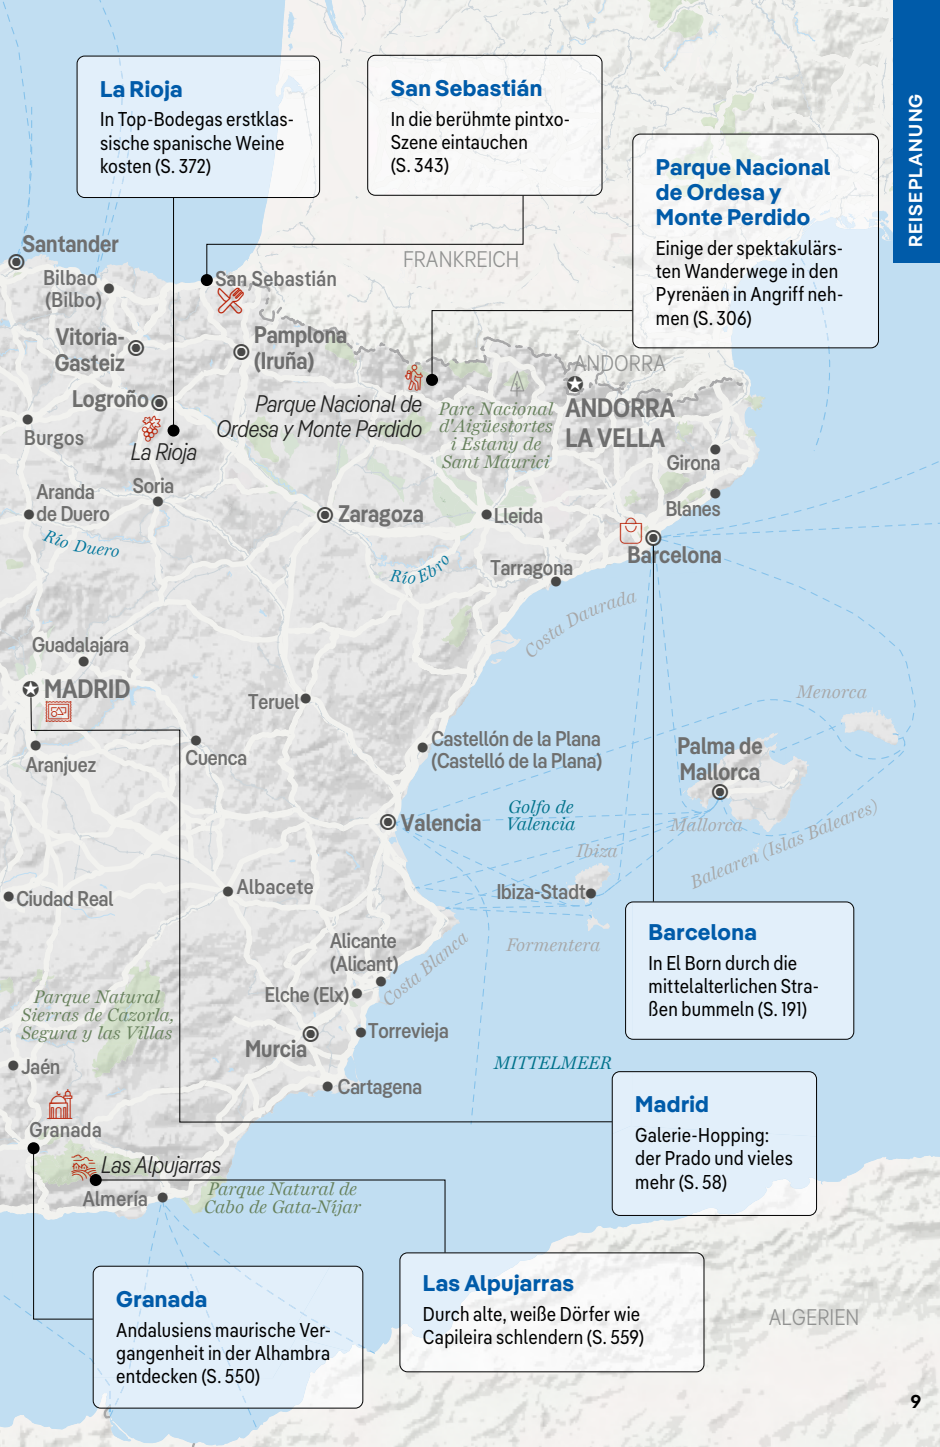 REISEPLANUNG
La Rioja
In Top-Bodegas erstklas-
sische spanische Weine
kosten (S. 372)
San Sebastián
In die berühmte pintxo-
Szene eintauchen
(S. 343)
Parque Nacional
de Ordesa y
Monte Perdido
Einige der spektakulärs-
ten Wanderwege in den
Pyrenäen in Angriff neh-
men (S. 306)
Santander
Bilbao
(Bilbo)
San Sebastián
FRANKREICH
Vitoria-
Gasteiz
Pamplona
(Iruña)
ANDORRA
Logroño
Parque Nacional de
Ordesa y Monte Perdido
Parc Nacional
d'Aigüestortes
i Estany de
Sant Maurici
ANDORRA
LA VELLA
Burgos
La Rioja
Girona
Aranda
de Duero
Soria
Zaragoza
Lleida
Blanes
Río Duero
Río Ebro
Barcelona
Tarragona
Costa Daurada
Guadalajara
MADRID
Teruel
Menorca
Aranjuez
Cuenca
Castellón de la Plana
(Castelló de la Plana)
Palma de
Mallorca
Golfo de
Valencia
Valencia
Mallorca
Balearen (Islas Baleares)
Ibiza
Ciudad Real
Albacete
Ibiza-Stadt
Formentera
Alicante
(Alicant)
Costa Blanca
Elche (Elx)
Parque Natural
Sierras de Cazorla,
Segura y las Villas
Murcia
Torrevieja
MITTELMEER
Jaén
Cartagena
Barcelona
In El Born durch die
mittelalterlichen Stra-
ßen bummeln (S. 191)
Madrid
Galerie-Hopping:
der Prado und vieles
mehr (S. 58)
Granada
Las Alpujarras
Almería
Parque Natural de
Cabo de Gata-Níjar
Granada
Andalusiens maurische Ver-
gangenheit in der Alhambra
entdecken (S. 550)
Las Alpujarras
Durch alte, weiße Dörfer wie
Capileira schlendern (S. 559)
ALGERIEN
9